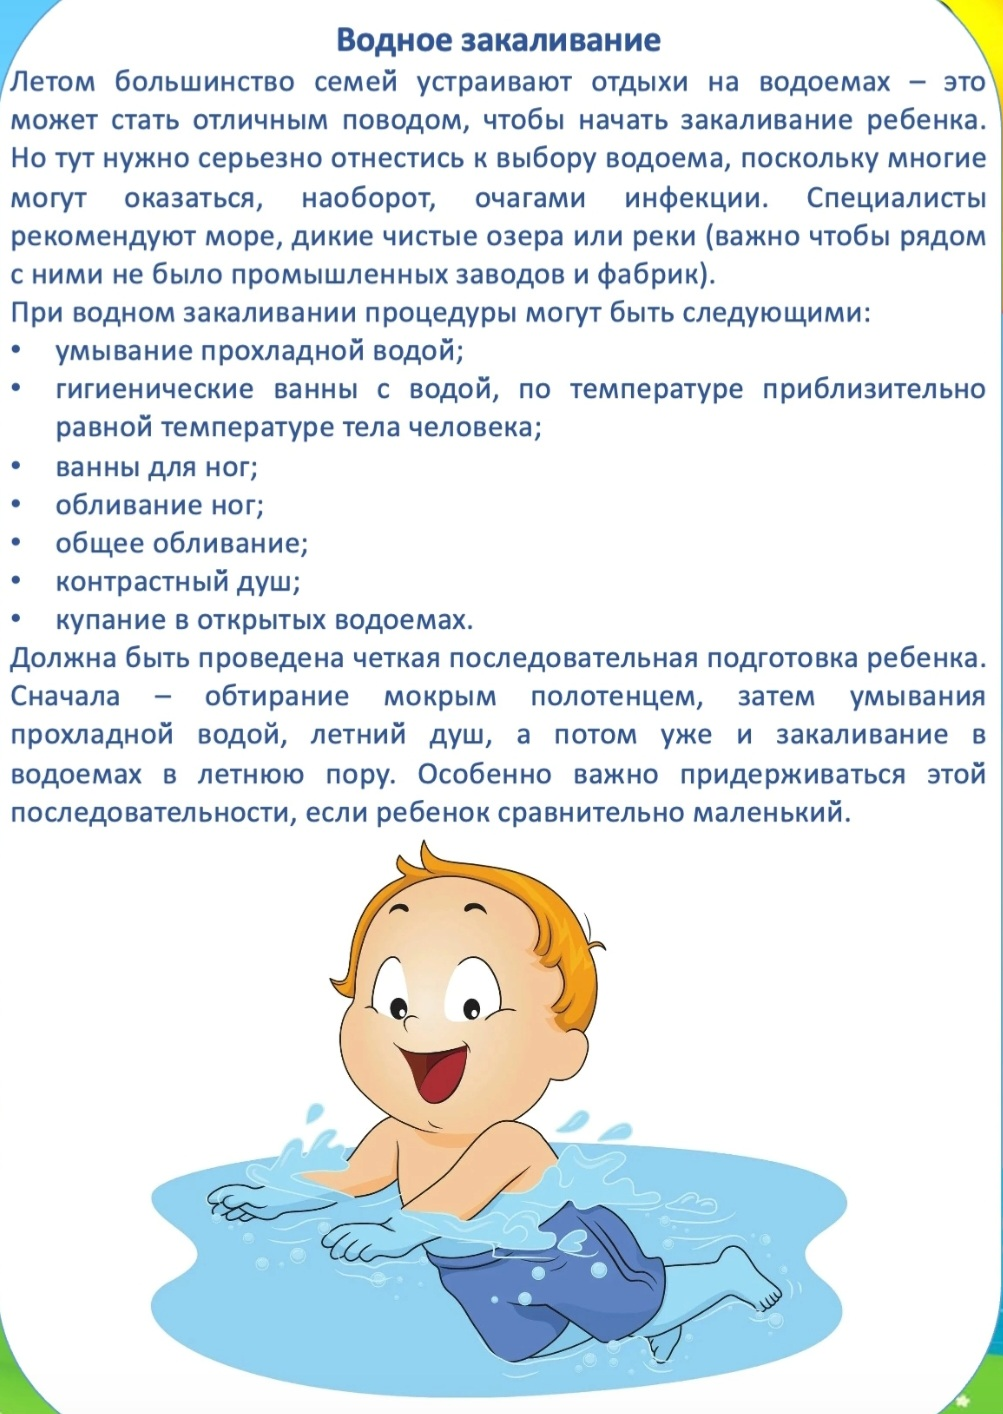 Водное закаливание
Летом большинство семей устраивают отдыхи на водоемах – это
может стать отличным поводом, чтобы начать закаливание ребенка.
Но тут нужно серьезно отнестись к выбору водоема, поскольку многие
могут оказаться, наоборот, очагами инфекции. Специалисты
рекомендуют море, дикие чистые озера или реки (важно чтобы рядом
с ними не было промышленных заводов и фабрик).
При водном закаливании процедуры могут быть следующими:
• умывание прохладной водой;
• гигиенические ванны с водой, по температуре приблизительно
равной температуре тела человека;
• ванны для ног;
• обливание ног;
• общее обливание;
• контрастный душ;
• купание в открытых водоемах.
Должна быть проведена четкая последовательная подготовка ребенка.
Сначала – обтирание мокрым полотенцем, затем умывания
прохладной водой, летний душ, а потом уже и закаливание в
водоемах в летнюю пору. Особенно важно придерживаться этой
последовательности, если ребенок сравнительно маленький.